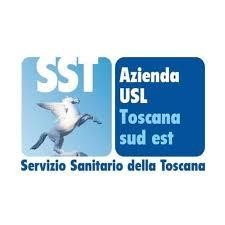 SST
Azienda
USL
Toscana
sud est
Servizio Sanitario della Toscana